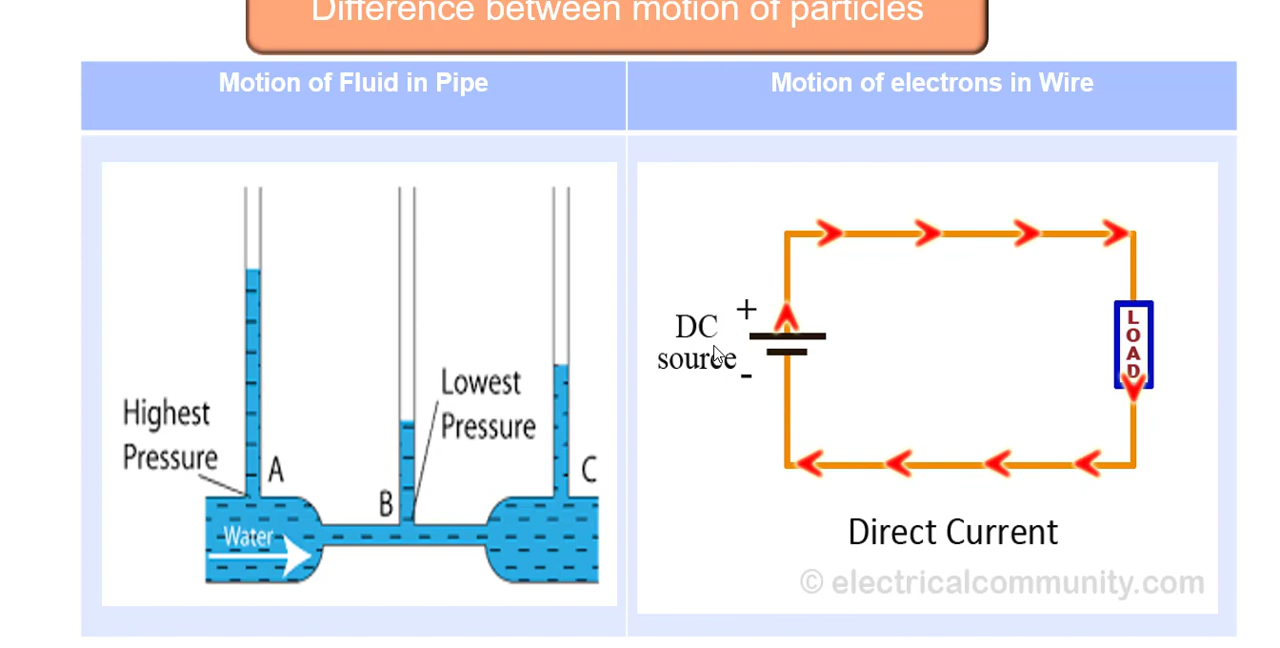 Difference between motion of particles
Motion of Fluid in Pipe
Motion of electrons in Wire
Highest
Pressure
A
B
Lowest
Pressure
C
Water
DC
source
+
-
LOAD
Direct Current
© electricalcommunity.com